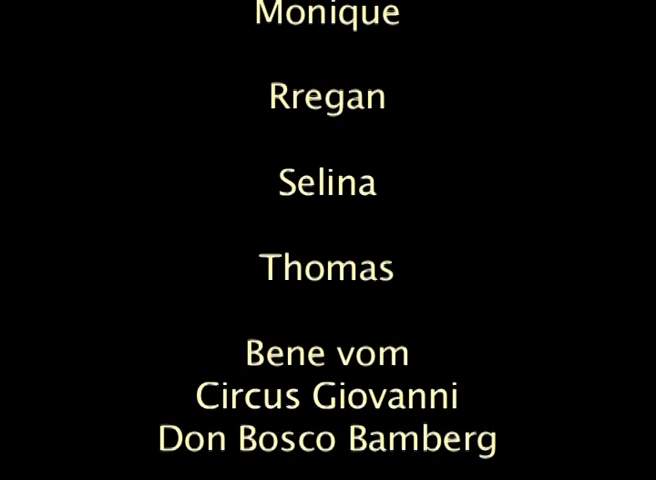 Monique
Rregan
Selina
Thomas
Bene vom
Circus Giovanni
Don Bosco Bamberg